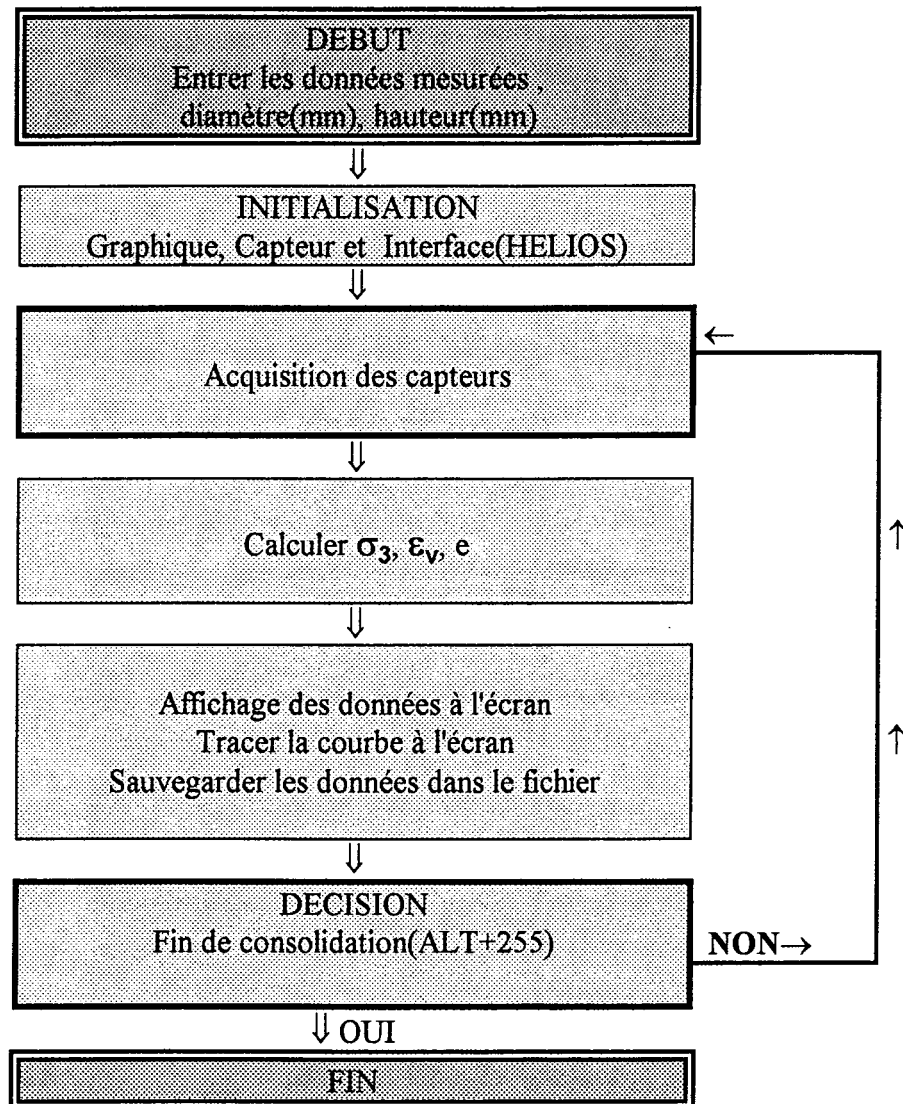 DEBUT
Entrer les données mesurées ,
diamètre(mm), hauteur(mm)
⇓
INITIALISATION
Graphique, Capteur et Interface(HELIOS)
⇓
←
Acquisition des capteurs
⇓
Calculer σ₃, εᵥ, e
↑
⇓
Affichage des données à l'écran
Tracer la courbe à l'écran
↑
Sauvegarder les données dans le fichier
⇓
DECISION
Fin de consolidation(ALT+255)
NON→
⇓ OUI
FIN